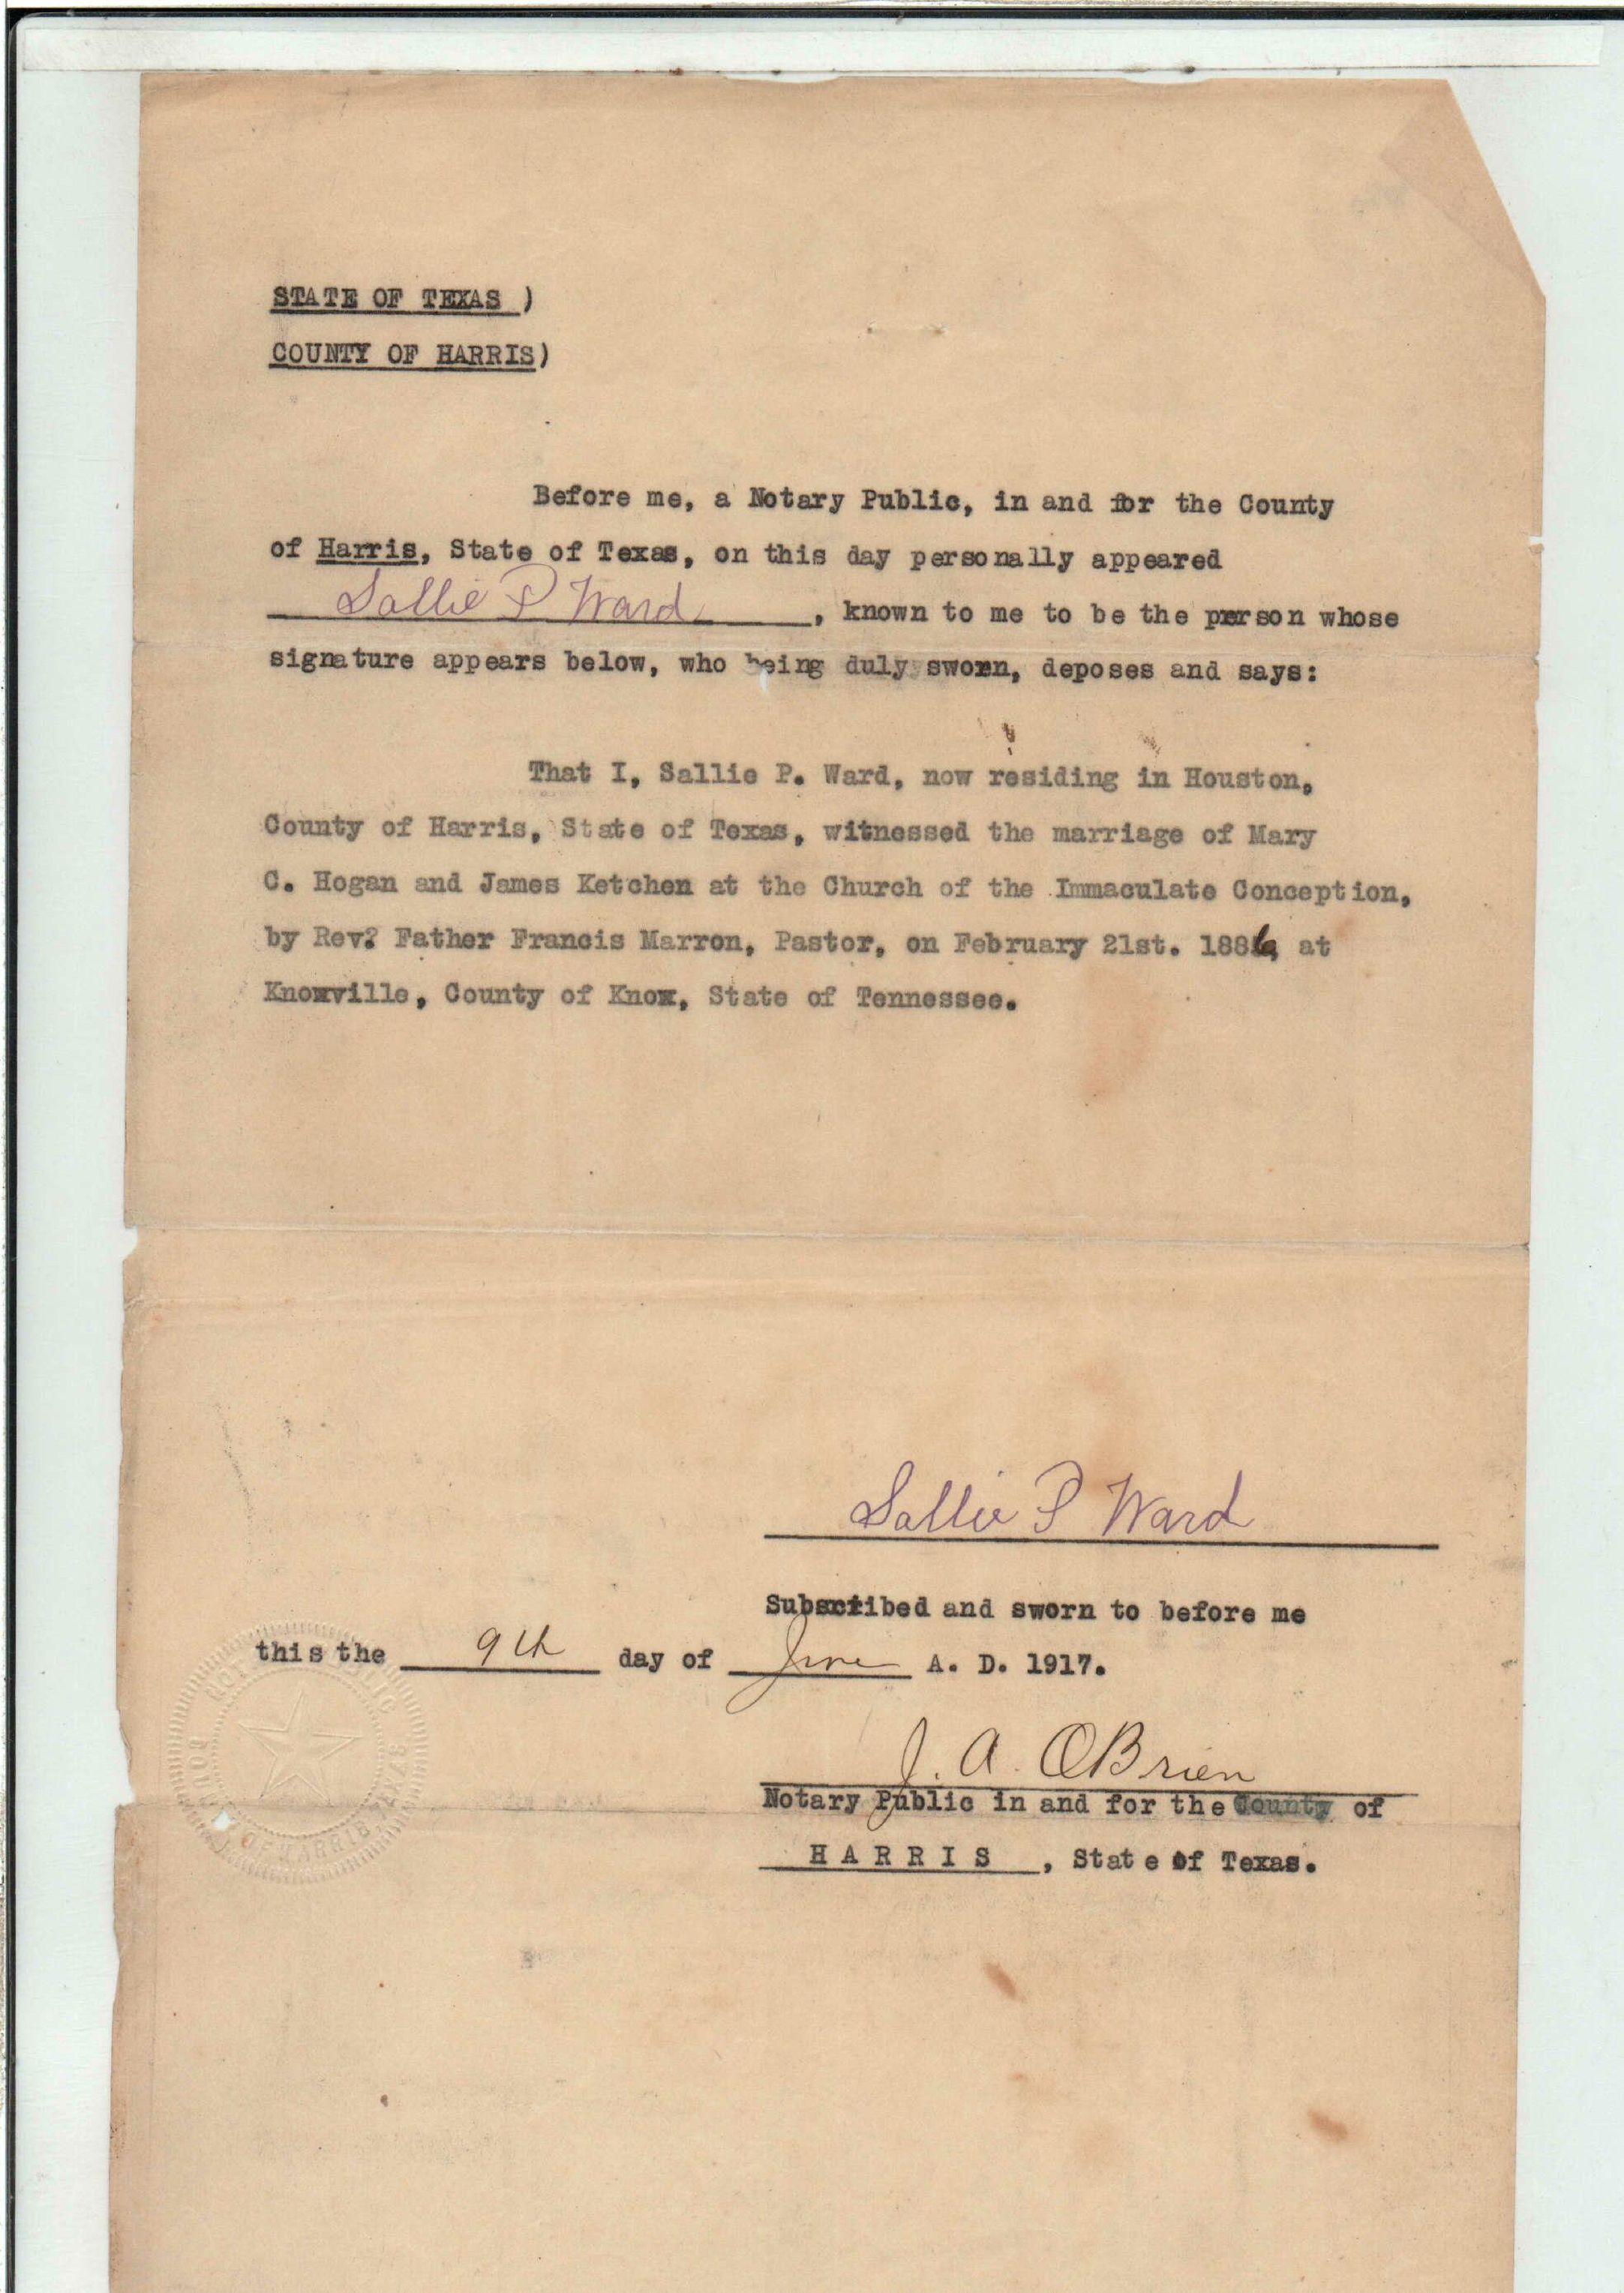 STATE OF TEXAS )
COUNTY OF HARRIS)
Before me, a Notary Public, in and for the County
of Harris, State of Texas, on this day personally appeared
Sallie P Ward, known to me to be the person whose
signature appears below, who being duly sworn, deposes and says:
That I, Sallie P. Ward, now residing in Houston,
County of Harris, State of Texas, witnessed the marriage of Mary
C. Hogan and James Ketchen at the Church of the Immaculate Conception,
by Rev? Father Francis Marron, Pastor, on February 21st. 1886, at
Knoxville, County of Knox, State of Tennessee.
Sallie P Ward
Subscribed and sworn to before me
this the 9th day of June A. D. 1917.
J. A. OBrien
Notary Public in and for the County of
HARRIS, State of Texas.
NOTARY PUBLIC
COUNTY OF HARRIS, TEXAS